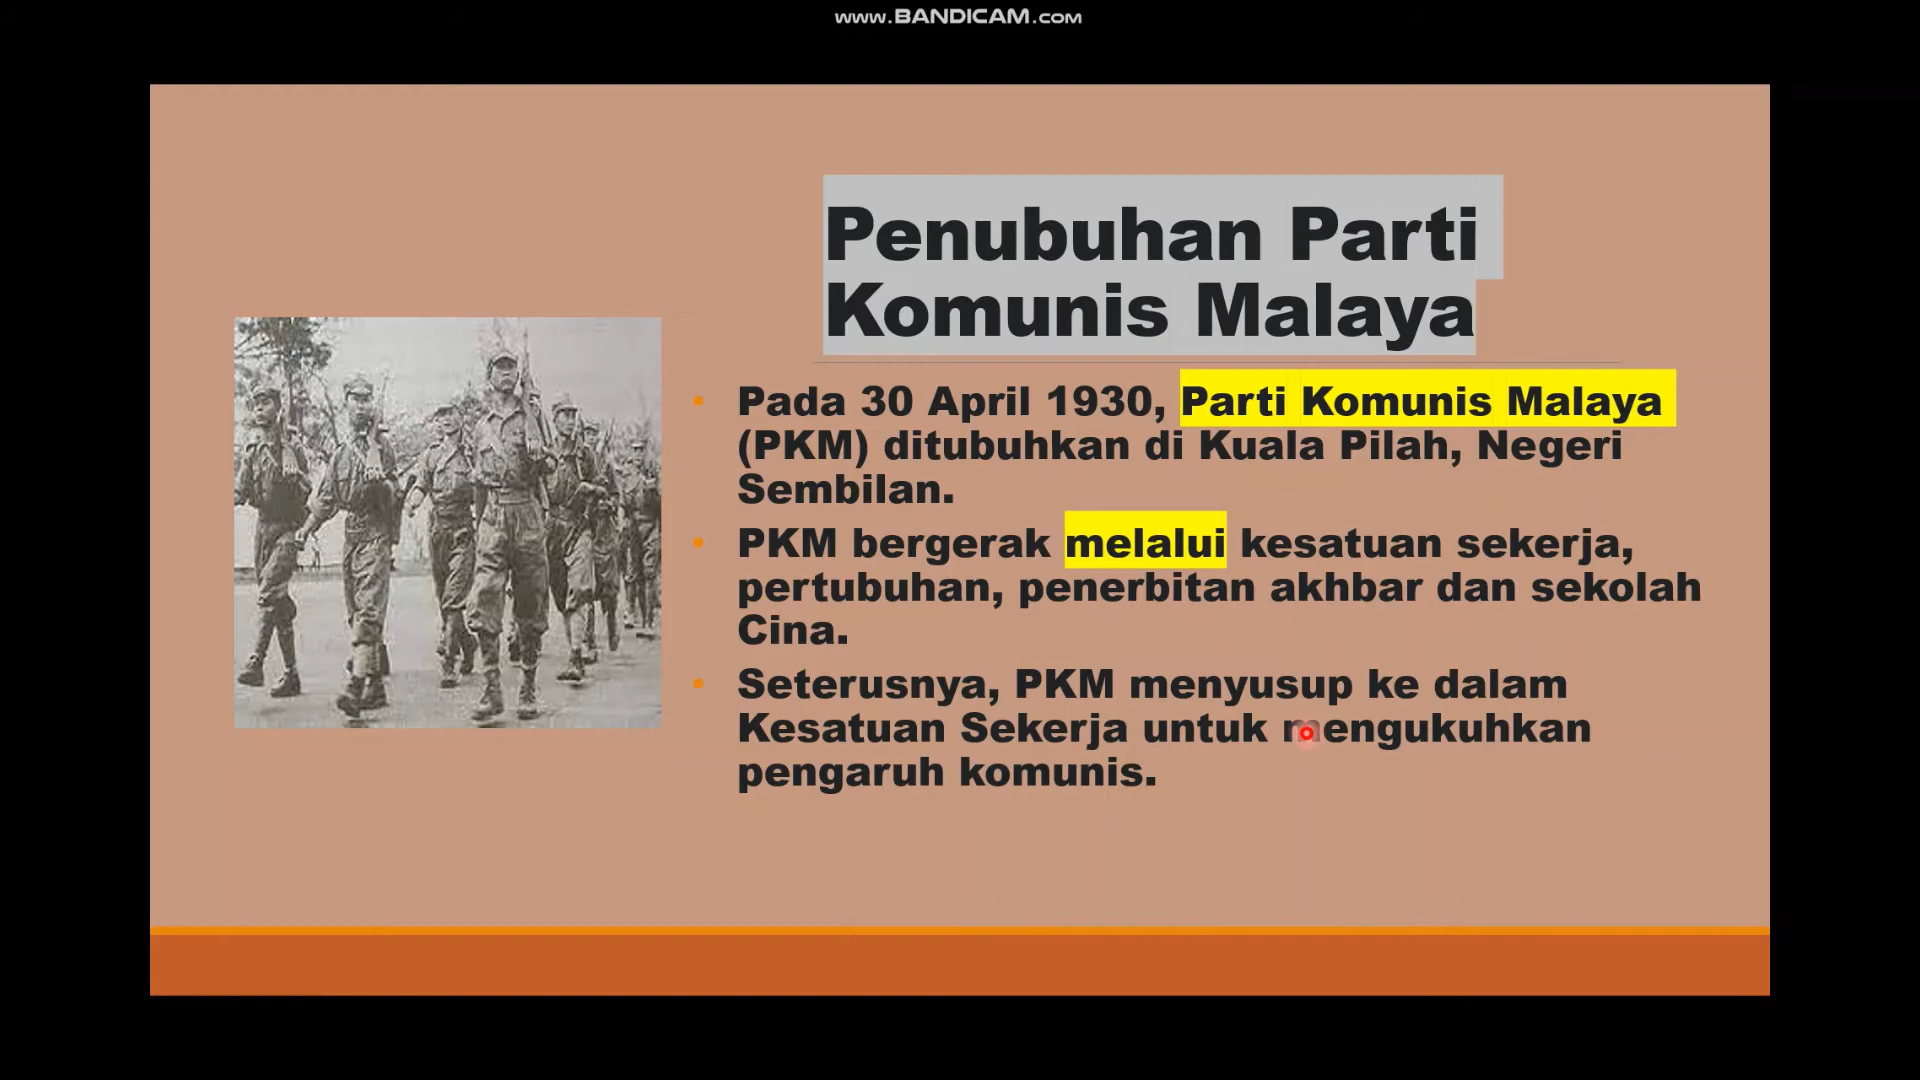 www.BANDICAM.com
Penubuhan Parti
Komunis Malaya
• Pada 30 April 1930, Parti Komunis Malaya
(PKM) ditubuhkan di Kuala Pilah, Negeri
Sembilan.
• PKM bergerak melalui kesatuan sekerja,
pertubuhan, penerbitan akhbar dan sekolah
Cina.
• Seterusnya, PKM menyusup ke dalam
Kesatuan Sekerja untuk mengukuhkan
pengaruh komunis.